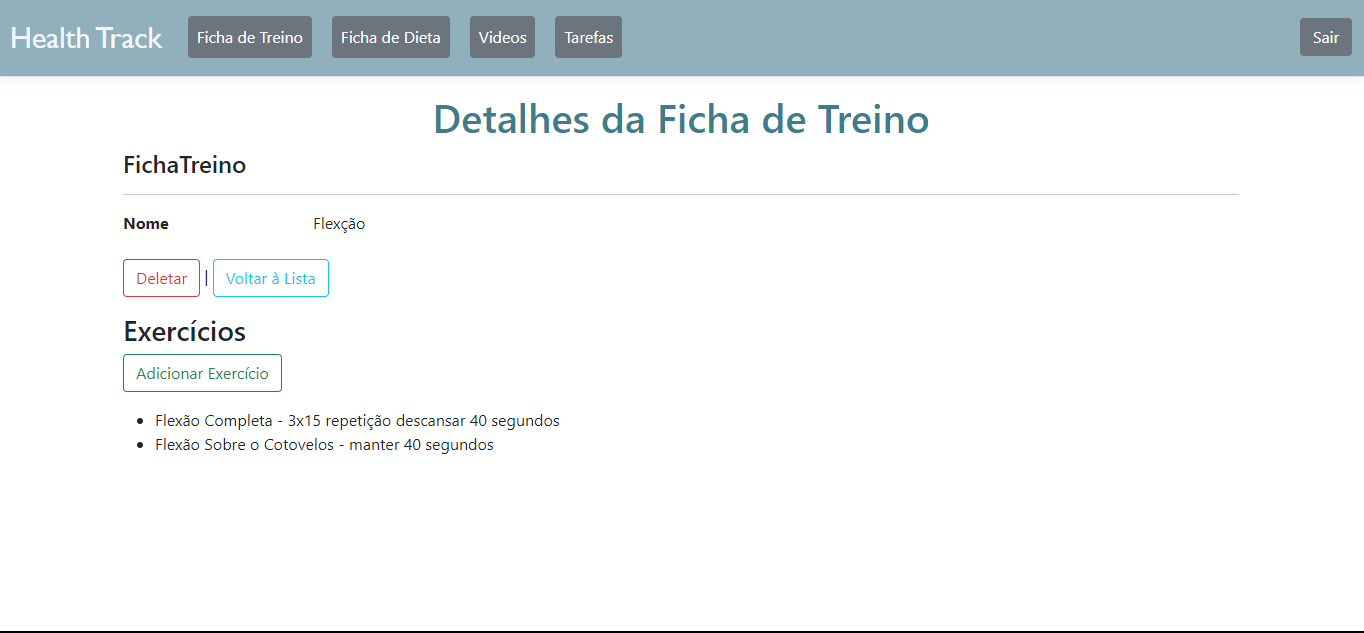 Health Track Ficha de Treino Ficha de Dieta Videos Tarefas Sair
Detalhes da Ficha de Treino
FichaTreino
Nome Flexção
Deletar | Voltar à Lista
Exercícios
Adicionar Exercício
• Flexão Completa - 3x15 repetição descansar 40 segundos
• Flexão Sobre o Cotovelos - manter 40 segundos